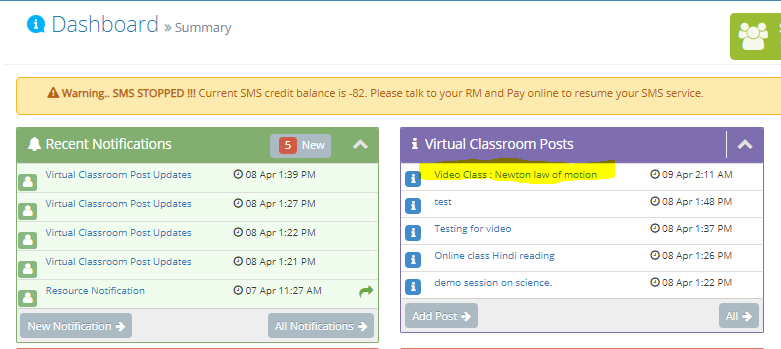 Dashboard » Summary
Warning.. SMS STOPPED !!! Current SMS credit balance is -82. Please talk to your RM and Pay online to resume your SMS service.
Recent Notifications 5 New
Virtual Classroom Post Updates 08 Apr 1:39 PM
Virtual Classroom Post Updates 08 Apr 1:27 PM
Virtual Classroom Post Updates 08 Apr 1:22 PM
Virtual Classroom Post Updates 08 Apr 1:21 PM
Resource Notification 07 Apr 11:27 AM
New Notification All Notifications
Virtual Classroom Posts
Video Class : Newton law of motion 09 Apr 2:11 AM
test 08 Apr 1:48 PM
Testing for video 08 Apr 1:37 PM
Online class Hindi reading 08 Apr 1:26 PM
demo session on science. 08 Apr 1:22 PM
Add Post All